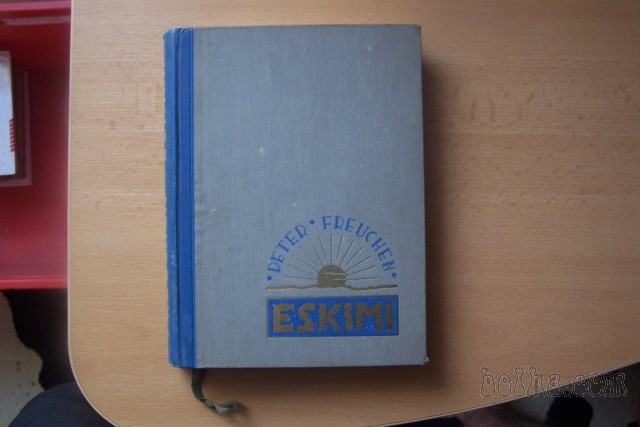 • PETER • FREUCHEN •
ESKIMI
bolha.com